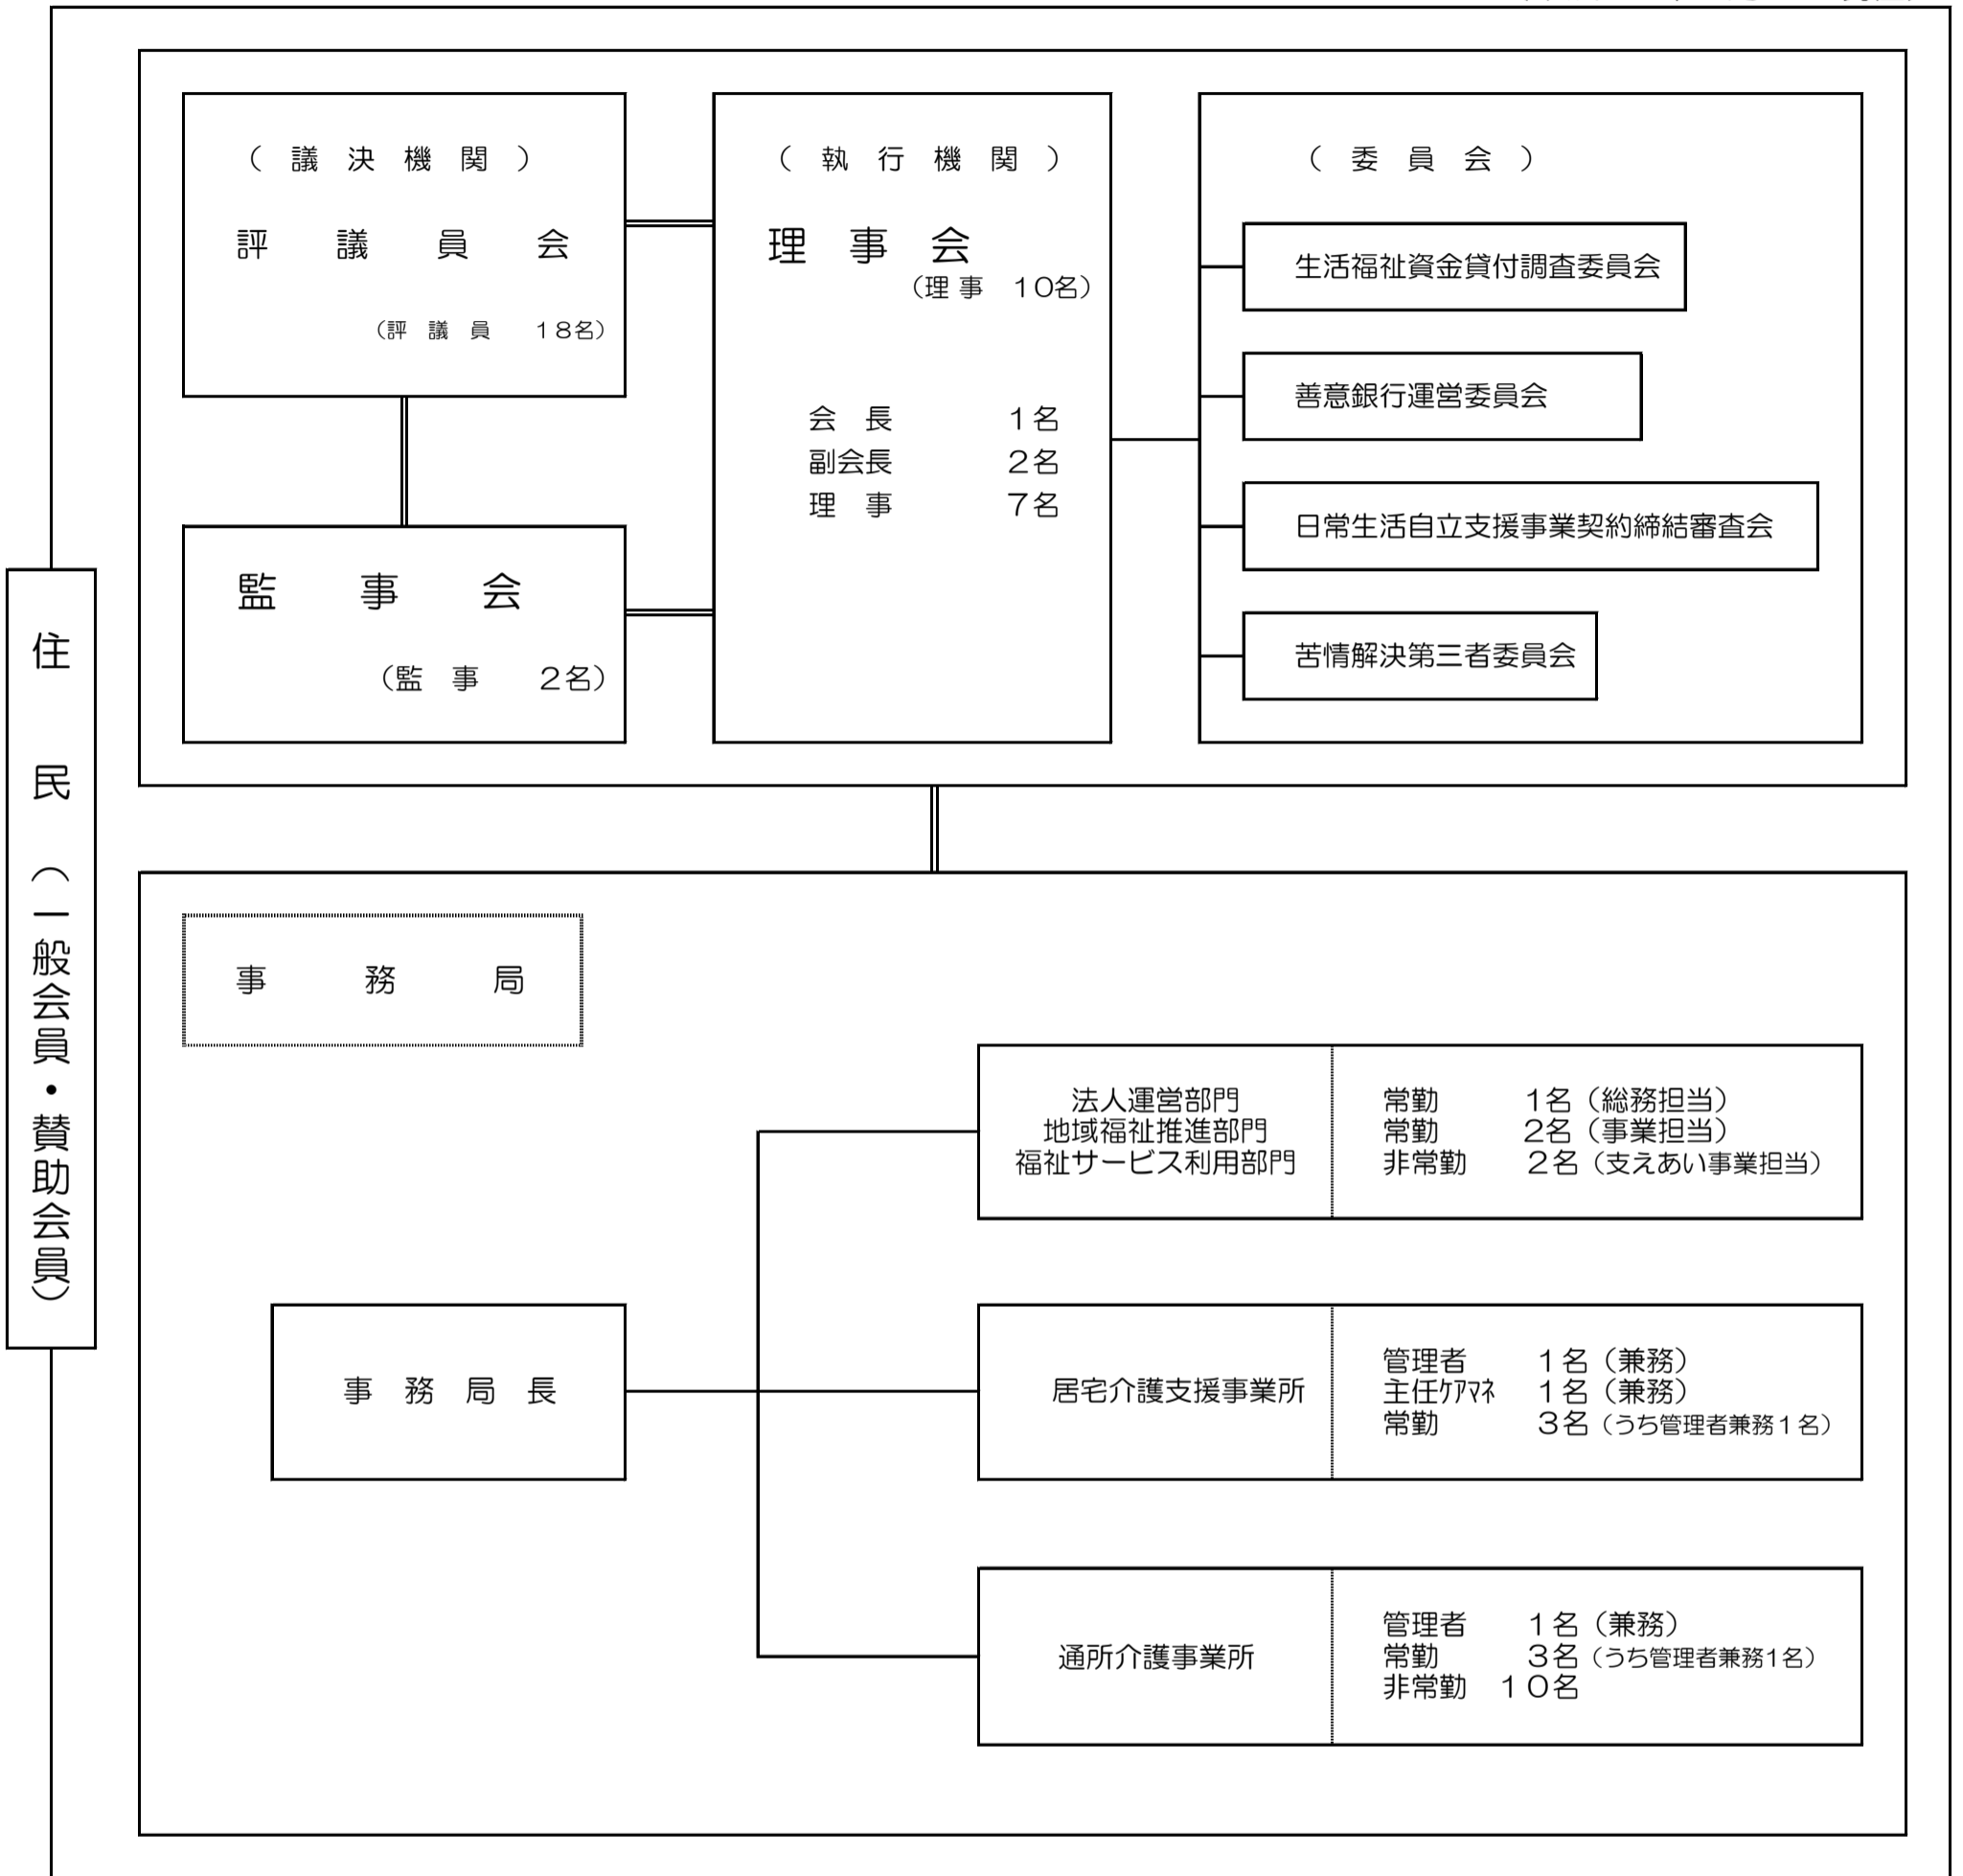 （　議　決　機　関　）
評　議　員　会
（評　議　員　１８名）
（　執　行　機　関　）
理　事　会
（理 事　１０名）
会　長　１名
副会長　２名
理　事　７名
（　委　員　会　）
生活福祉資金貸付調査委員会
善意銀行運営委員会
日常生活自立支援事業契約締結審査会
苦情解決第三者委員会
監　事　会
（監　事　２名）
住　民　（一般会員・賛助会員）
事　務　局
事　務　局　長
法人運営部門
地域福祉推進部門
福祉サービス利用部門
常勤　１名（総務担当）
常勤　２名（事業担当）
非常勤　２名（支えあい事業担当）
居宅介護支援事業所
管理者　１名（兼務）
主任ｹｱﾏﾈ　１名（兼務）
常勤　３名（うち管理者兼務１名）
通所介護事業所
管理者　１名（兼務）
常勤　３名（うち管理者兼務1名）
非常勤　１０名